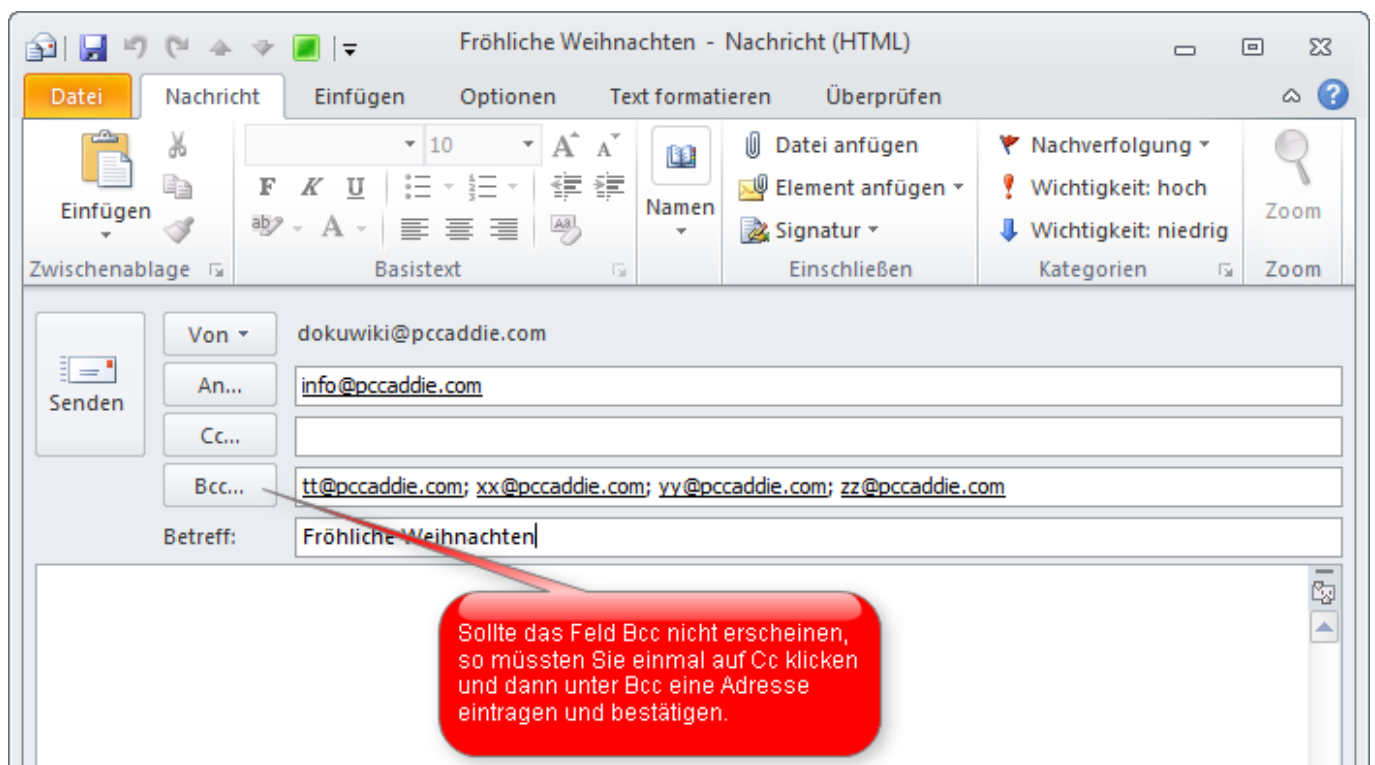 Fröhliche Weihnachten - Nachricht (HTML)
Datei Nachricht Einfügen Optionen Text formatieren Überprüfen
Einfügen
Zwischenablage
10
F K U
Basistext
Namen
Datei anfügen
Element anfügen
Signatur
Einschließen
Nachverfolgung
Wichtigkeit: hoch
Wichtigkeit: niedrig
Kategorien
Zoom
Zoom
Senden
Von dokuwiki@pccaddie.com
An... info@pccaddie.com
Cc...
Bcc... tt@pccaddie.com; xx@pccaddie.com; yy@pccaddie.com; zz@pccaddie.com
Betreff: Fröhliche Weihnachten
Sollte das Feld Bcc nicht erscheinen,
so müssten Sie einmal auf Cc klicken
und dann unter Bcc eine Adresse
eintragen und bestätigen.